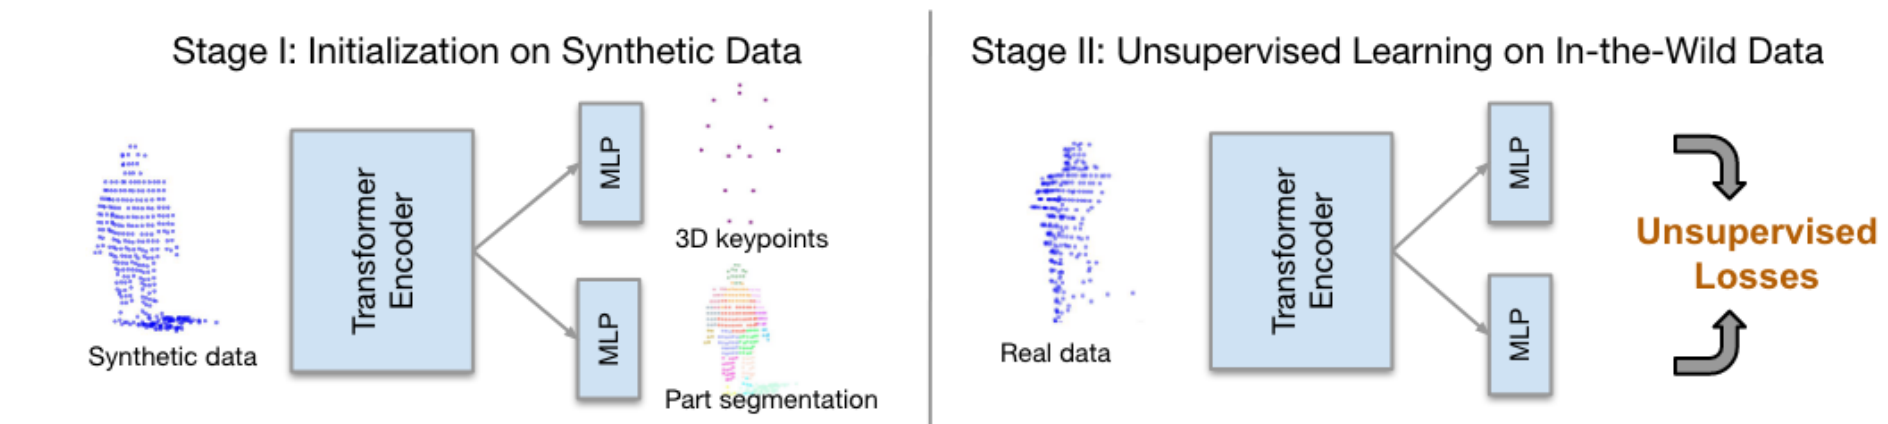 Stage I: Initialization on Synthetic Data
Synthetic data
Transformer
Encoder
MLP
3D keypoints
MLP
Part segmentation
Stage II: Unsupervised Learning on In-the-Wild Data
Real data
Transformer
Encoder
MLP
MLP
Unsupervised
Losses